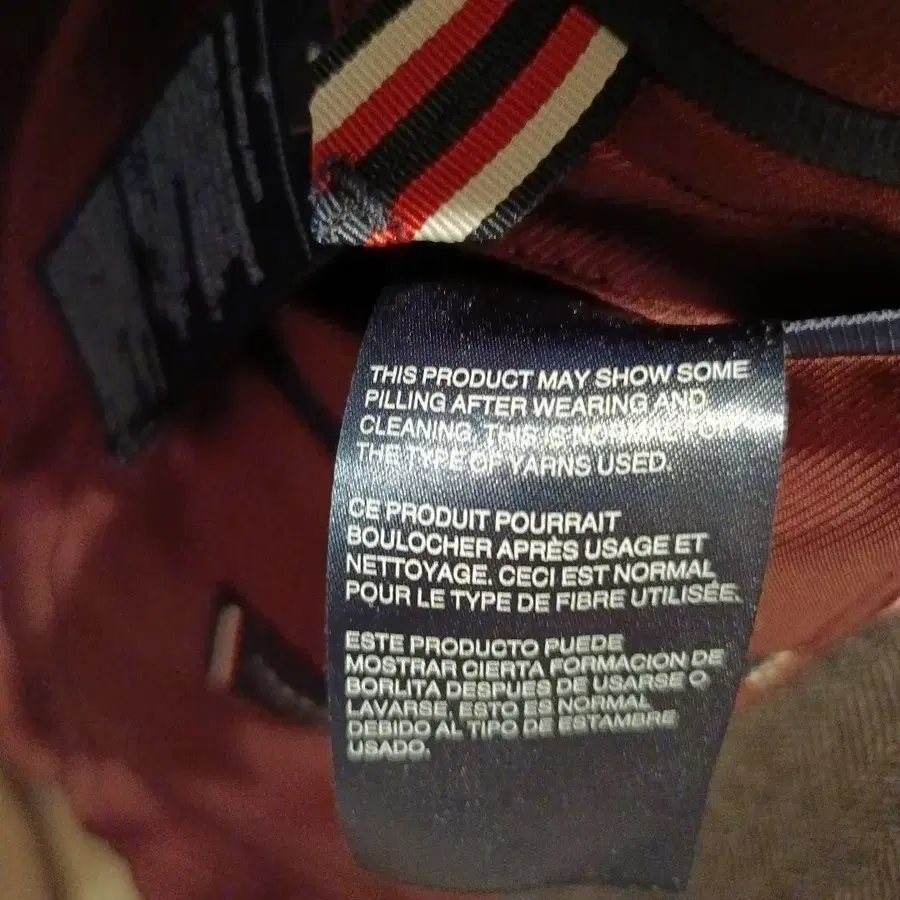 THIS PRODUCT MAY SHOW SOME
PILLING AFTER WEARING AND
CLEANING. THIS IS NORMAL FOR
THE TYPE OF YARNS USED.
CE PRODUIT POURRAIT
BOULOCHER APRÈS USAGE ET
NETTOYAGE. CECI EST NORMAL
POUR LE TYPE DE FIBRE UTILISÉE.
ESTE PRODUCTO PUEDE
MOSTRAR CIERTA FORMACION DE
BORLITA DESPUES DE USARSE O
LAVARSE. ESTO ES NORMAL
DEBIDO AL TIPO DE ESTAMBRE
USADO.